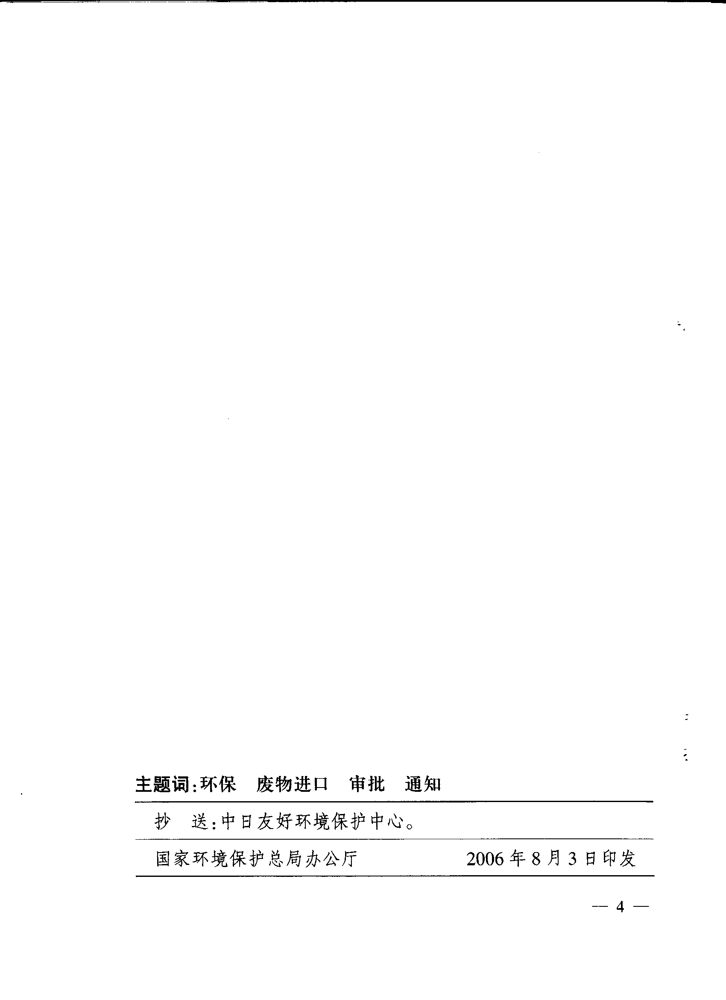 主题词:环保　废物进口　审批　通知
抄　送:中日友好环境保护中心。
国家环境保护总局办公厅　2006年8月3日印发
— 4 —